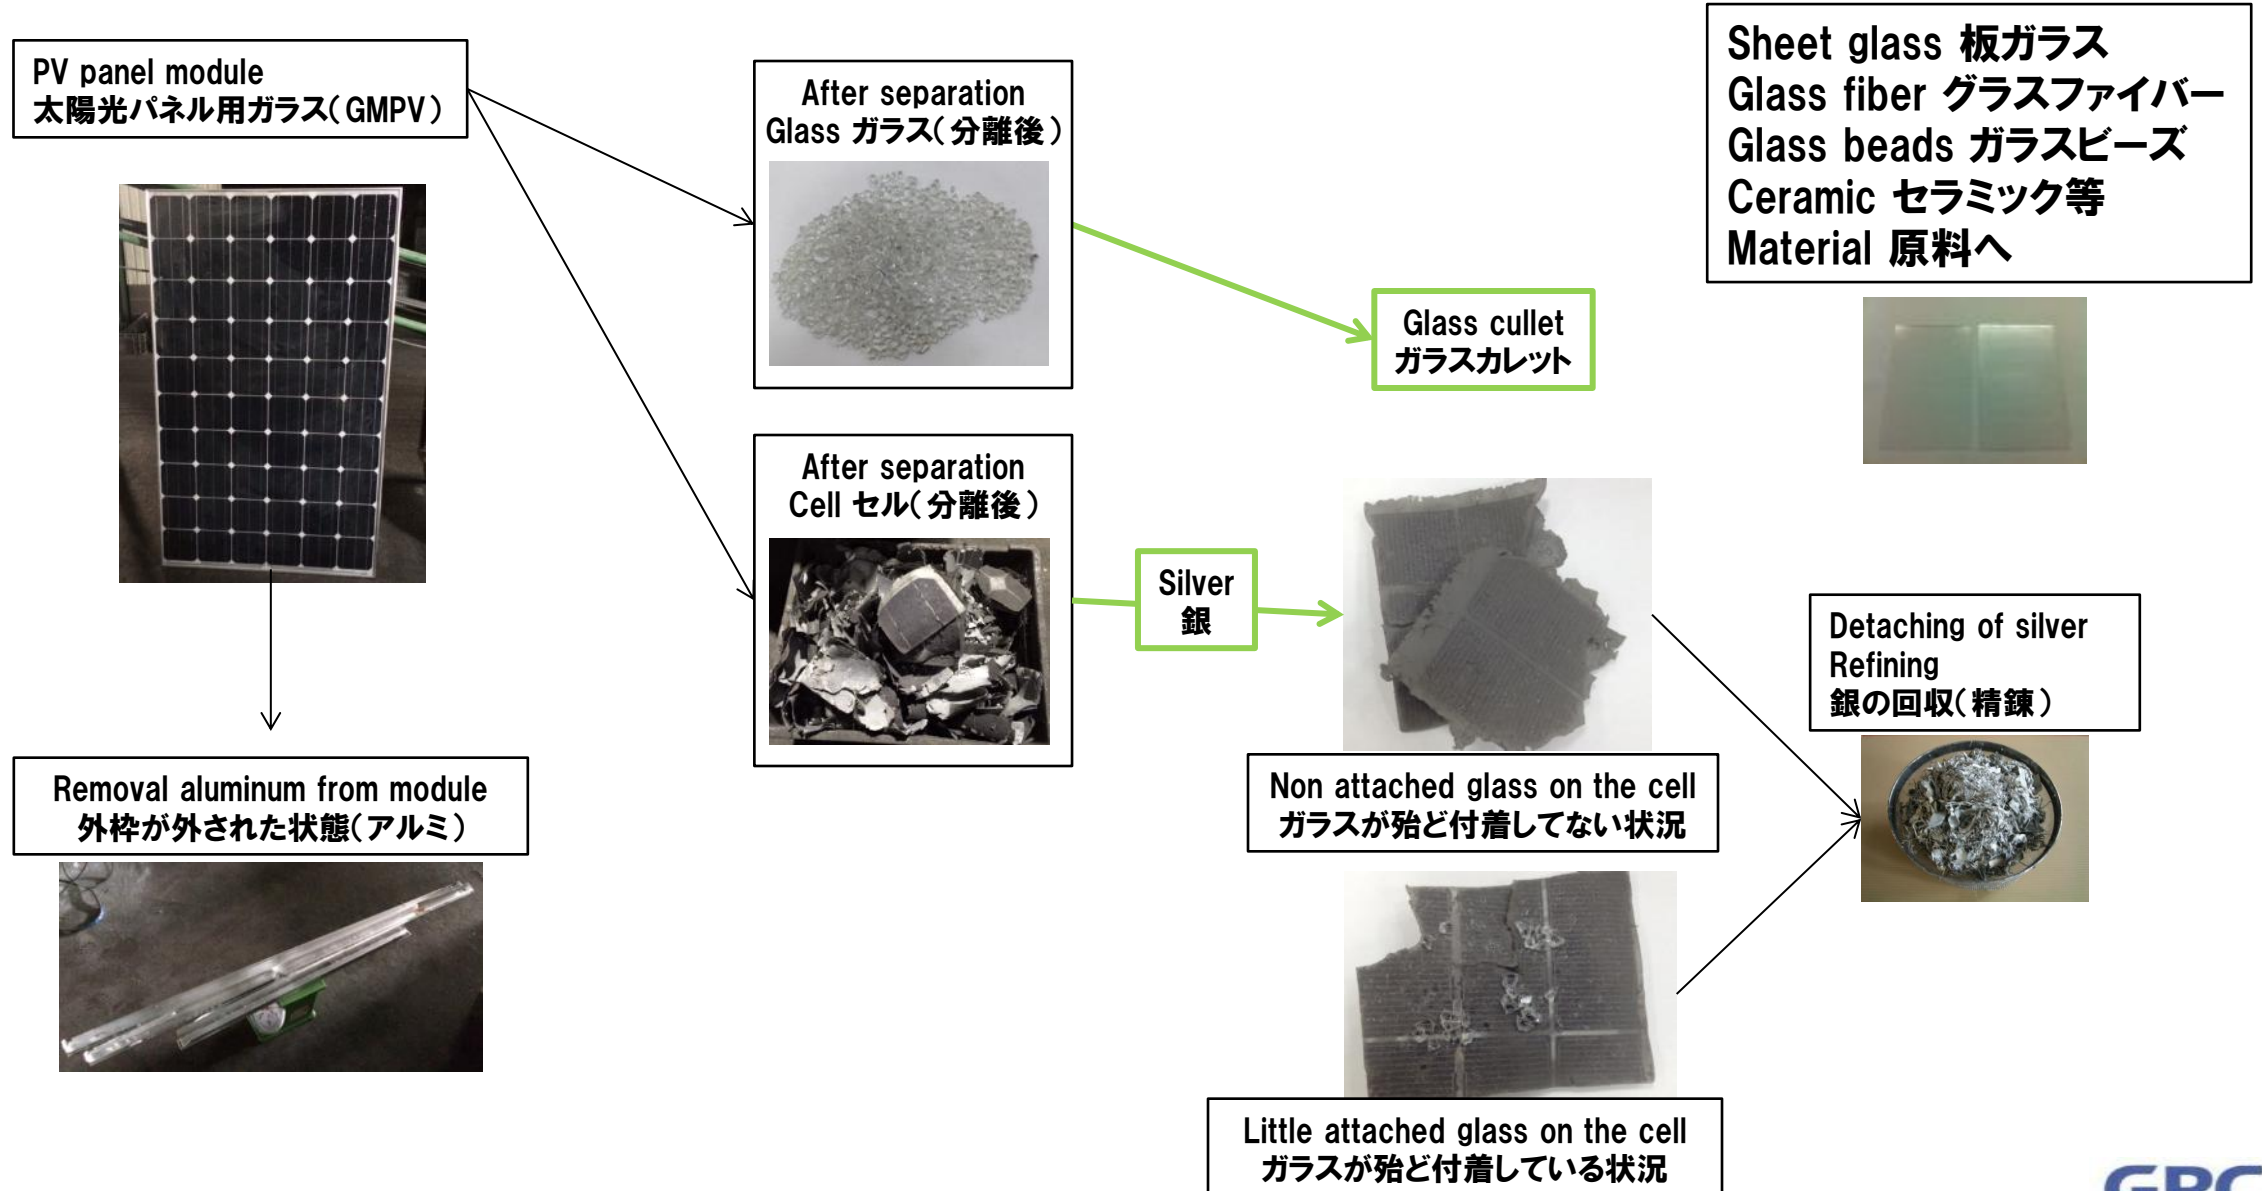 PV panel module
太陽光パネル用ガラス(GMPV)
After separation
Glass ガラス(分離後)
Sheet glass 板ガラス
Glass fiber グラスファイバー
Glass beads ガラスビーズ
Ceramic セラミック等
Material 原料へ
Glass cullet
ガラスカレット
After separation
Cell セル(分離後)
Silver
銀
Detaching of silver
Refining
銀の回収(精錬)
Removal aluminum from module
外枠が外された状態(アルミ)
Non attached glass on the cell
ガラスが殆ど付着してない状況
Little attached glass on the cell
ガラスが殆ど付着している状況